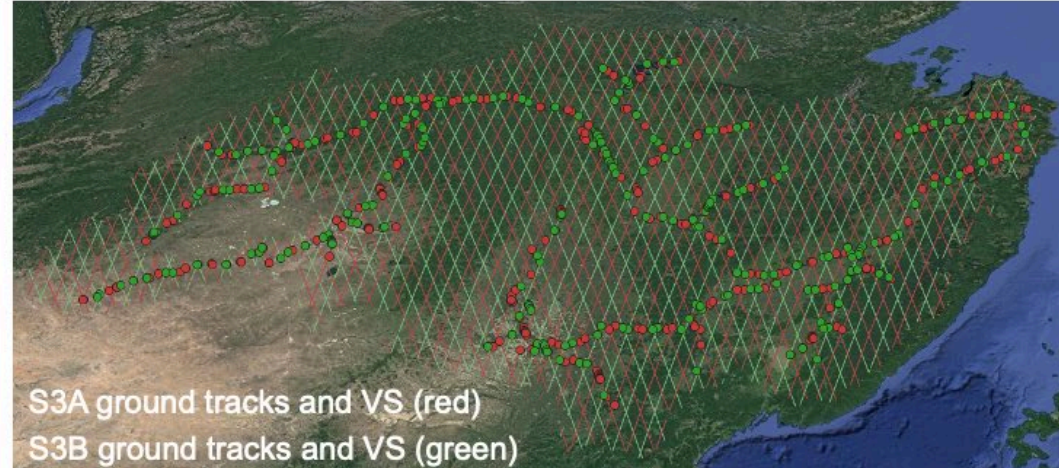 S3A ground tracks and VS (red)
S3B ground tracks and VS (green)